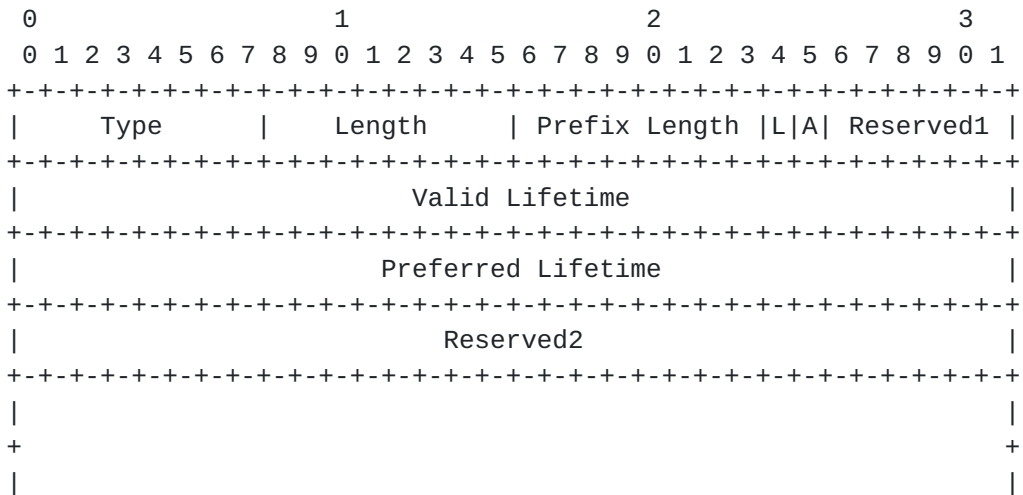 0                   1                   2                   3
 0 1 2 3 4 5 6 7 8 9 0 1 2 3 4 5 6 7 8 9 0 1 2 3 4 5 6 7 8 9 0 1
+-+-+-+-+-+-+-+-+-+-+-+-+-+-+-+-+-+-+-+-+-+-+-+-+-+-+-+-+-+-+-+-+
|     Type      |    Length     | Prefix Length |L|A| Reserved1 |
+-+-+-+-+-+-+-+-+-+-+-+-+-+-+-+-+-+-+-+-+-+-+-+-+-+-+-+-+-+-+-+-+
|                         Valid Lifetime                        |
+-+-+-+-+-+-+-+-+-+-+-+-+-+-+-+-+-+-+-+-+-+-+-+-+-+-+-+-+-+-+-+-+
|                       Preferred Lifetime                      |
+-+-+-+-+-+-+-+-+-+-+-+-+-+-+-+-+-+-+-+-+-+-+-+-+-+-+-+-+-+-+-+-+
|                           Reserved2                           |
+-+-+-+-+-+-+-+-+-+-+-+-+-+-+-+-+-+-+-+-+-+-+-+-+-+-+-+-+-+-+-+-+
|                                                               |
+                                                               +
|                                                               |